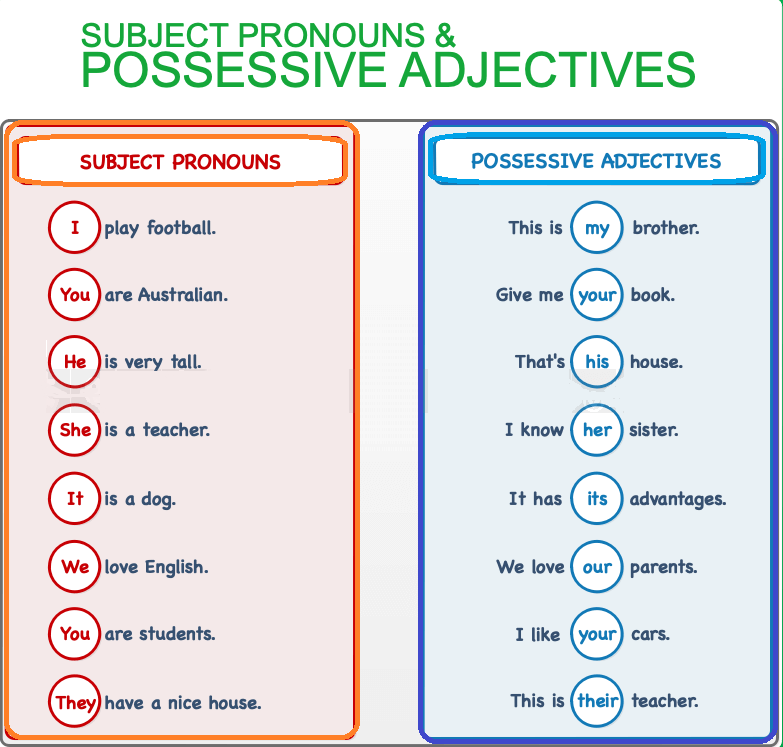 SUBJECT PRONOUNS &
POSSESSIVE ADJECTIVES
SUBJECT PRONOUNS
I play football.
You are Australian.
He is very tall.
She is a teacher.
It is a dog.
We love English.
You are students.
They have a nice house.
POSSESSIVE ADJECTIVES
This is my brother.
Give me your book.
That's his house.
I know her sister.
It has its advantages.
We love our parents.
I like your cars.
This is their teacher.